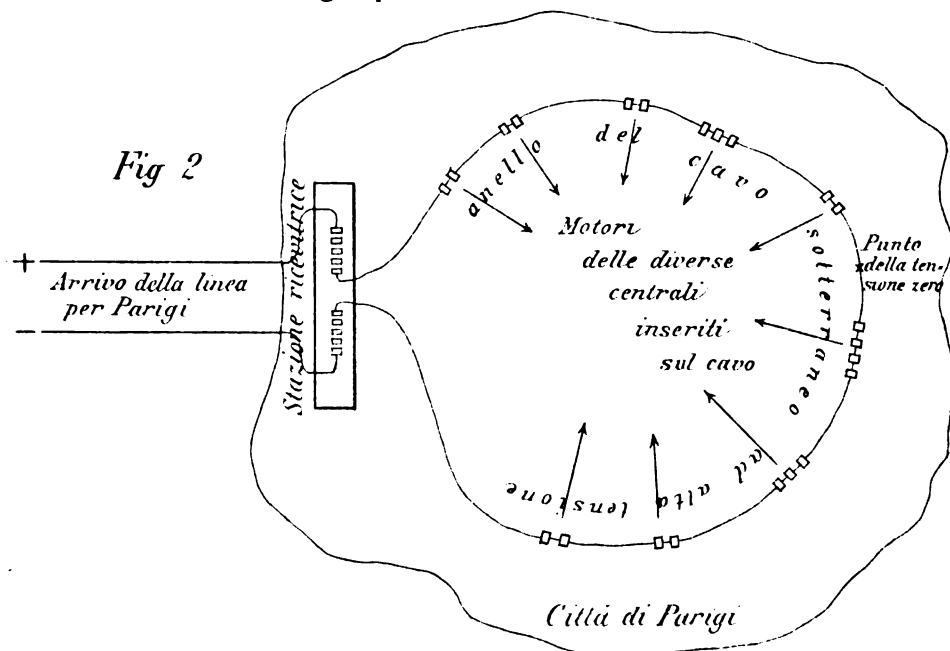 Fig 2
+
Arrivo della linea
per Parigi
−
Stazione ricevitrice
anello del cavo sotterraneo ad alta tensione
Motori
delle diverse
centrali
inseriti
sul cavo
Punto
della ten-
sione zero
Città di Parigi